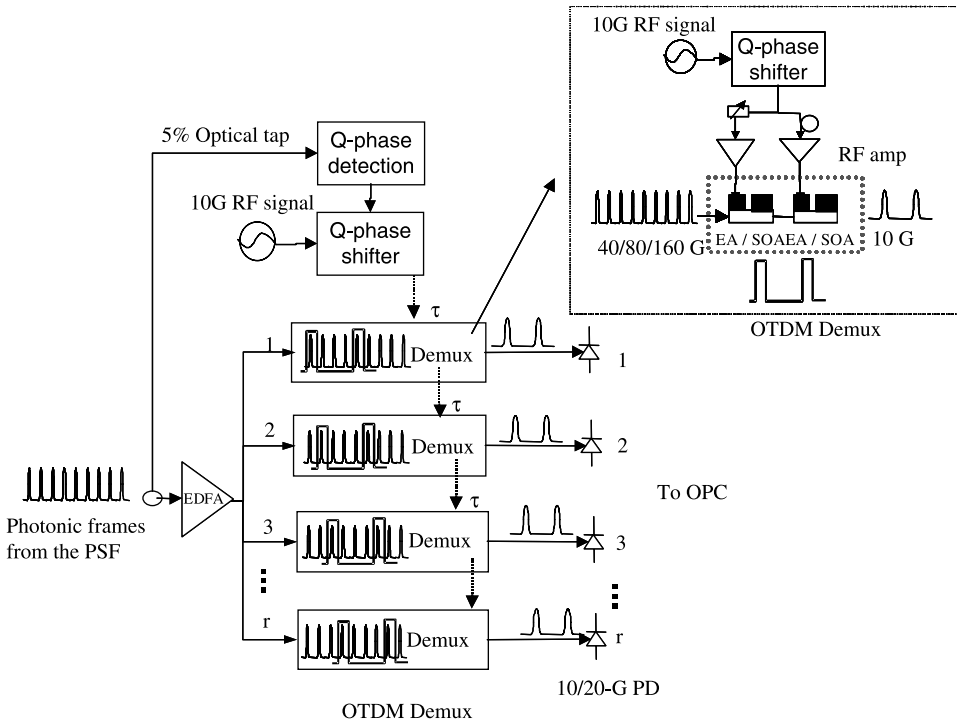 10G RF signal
Q-phase
shifter
RF amp
40/80/160 G
EA / SOAEA / SOA
10 G
OTDM Demux
5% Optical tap
Q-phase
detection
10G RF signal
Q-phase
shifter
τ
1
Demux
1
τ
2
Demux
2
τ
3
Demux
3
r
Demux
r
EDFA
Photonic frames
from the PSF
To OPC
10/20-G PD
OTDM Demux